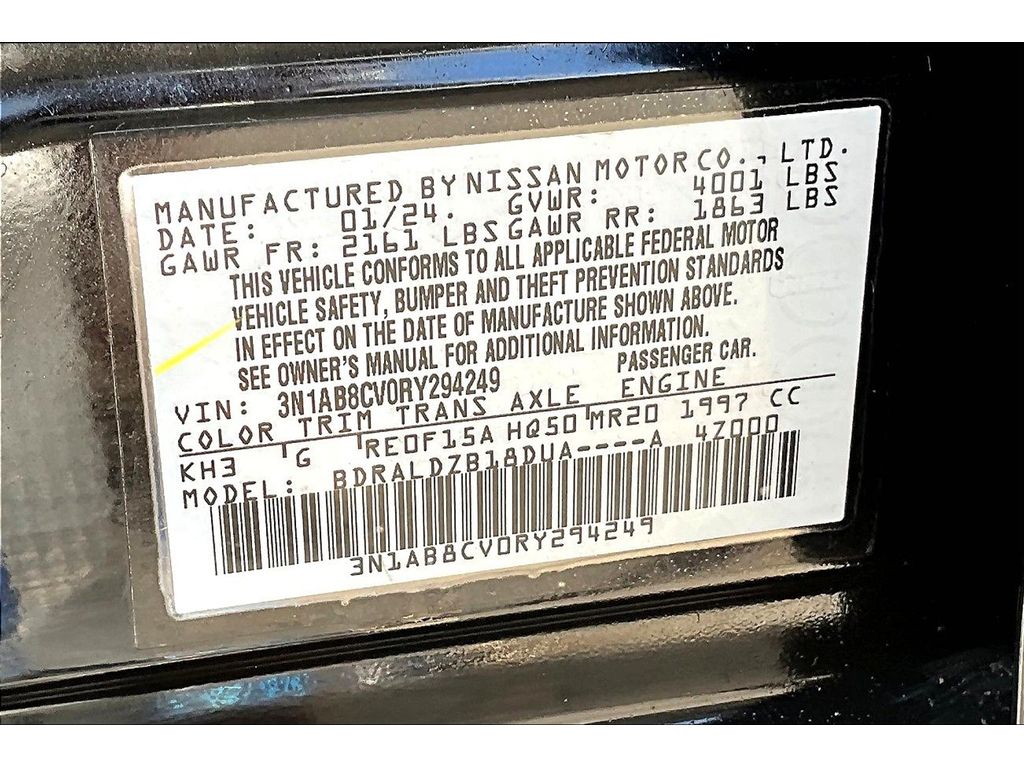 MANUFACTURED BY NISSAN MOTOR CO., LTD.
DATE: 01/24. GVWR: 4001 LBS
GAWR FR: 2161 LBS GAWR RR: 1863 LBS
THIS VEHICLE CONFORMS TO ALL APPLICABLE FEDERAL MOTOR
VEHICLE SAFETY, BUMPER AND THEFT PREVENTION STANDARDS
IN EFFECT ON THE DATE OF MANUFACTURE SHOWN ABOVE.
SEE OWNER'S MANUAL FOR ADDITIONAL INFORMATION.
PASSENGER CAR.
VIN: 3N1AB8CV0RY294249
COLOR TRIM TRANS AXLE ENGINE
KH3 G RE0F15A HQ50 MR20 1997 CC
MODEL: BDRALDZB18DUA----A 4Z000
3N1AB8CV0RY294249